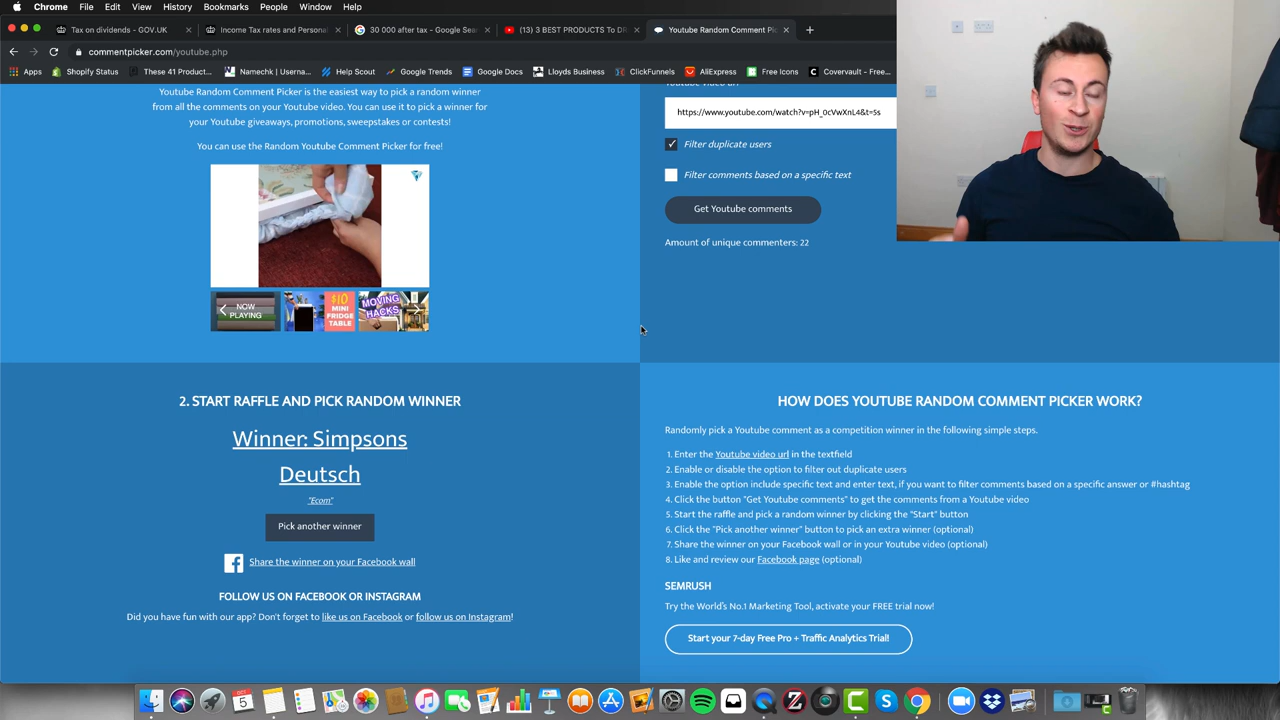 Chrome File Edit View History Bookmarks People Window Help
Tax on dividends - GOV.UK
Income Tax rates and Personal
30 000 after tax - Google Sea
(13) 3 BEST PRODUCTS To DR
Youtube Random Comment Pic
commentpicker.com/youtube.php
Apps Shopify Status These 41 Product... Namechk | Userna... Help Scout Google Trends Google Docs Lloyds Business ClickFunnels AliExpress Free Icons Covervault - Free...
Youtube Random Comment Picker is the easiest way to pick a random winner
from all the comments on your Youtube video. You can use it to pick a winner
for your Youtube giveaways, promotions, sweepstakes or contests!
You can use the Random Youtube Comment Picker for free!
NOW
PLAYING
$10
MINI
FRIDGE
TABLE
MOVING
HACKS
Youtube video url
https://www.youtube.com/watch?v=pH_0cVwXnL4&t=5s
Filter duplicate users
Filter comments based on a specific text
Get Youtube comments
Amount of unique commenters: 22
2. START RAFFLE AND PICK RANDOM WINNER
Winner: Simpsons
Deutsch
"Ecom"
Pick another winner
Share the winner on your Facebook wall
FOLLOW US ON FACEBOOK OR INSTAGRAM
Did you have fun with our app? Don't forget to like us on Facebook or follow us on Instagram!
HOW DOES YOUTUBE RANDOM COMMENT PICKER WORK?
Randomly pick a Youtube comment as a competition winner in the following simple steps.
1. Enter the Youtube video url in the textfield
2. Enable or disable the option to filter out duplicate users
3. Enable the option include specific text and enter text, if you want to filter comments based on a specific answer or #hashtag
4. Click the button "Get Youtube comments" to get the comments from a Youtube video
5. Start the raffle and pick a random winner by clicking the "Start" button
6. Click the "Pick another winner" button to pick an extra winner (optional)
7. Share the winner on your Facebook wall or in your Youtube video (optional)
8. Like and review our Facebook page (optional)
SEMRUSH
Try the World's No.1 Marketing Tool, activate your FREE trial now!
Start your 7-day Free Pro + Traffic Analytics Trial!
OCT
5